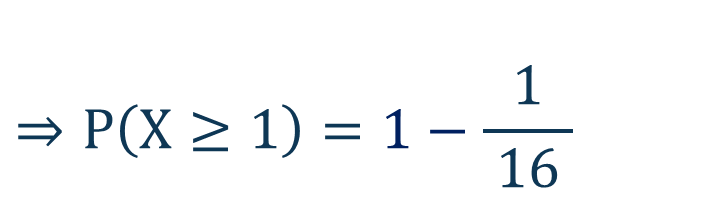 ⇒ P(X ≥ 1) = 1 − 1/16